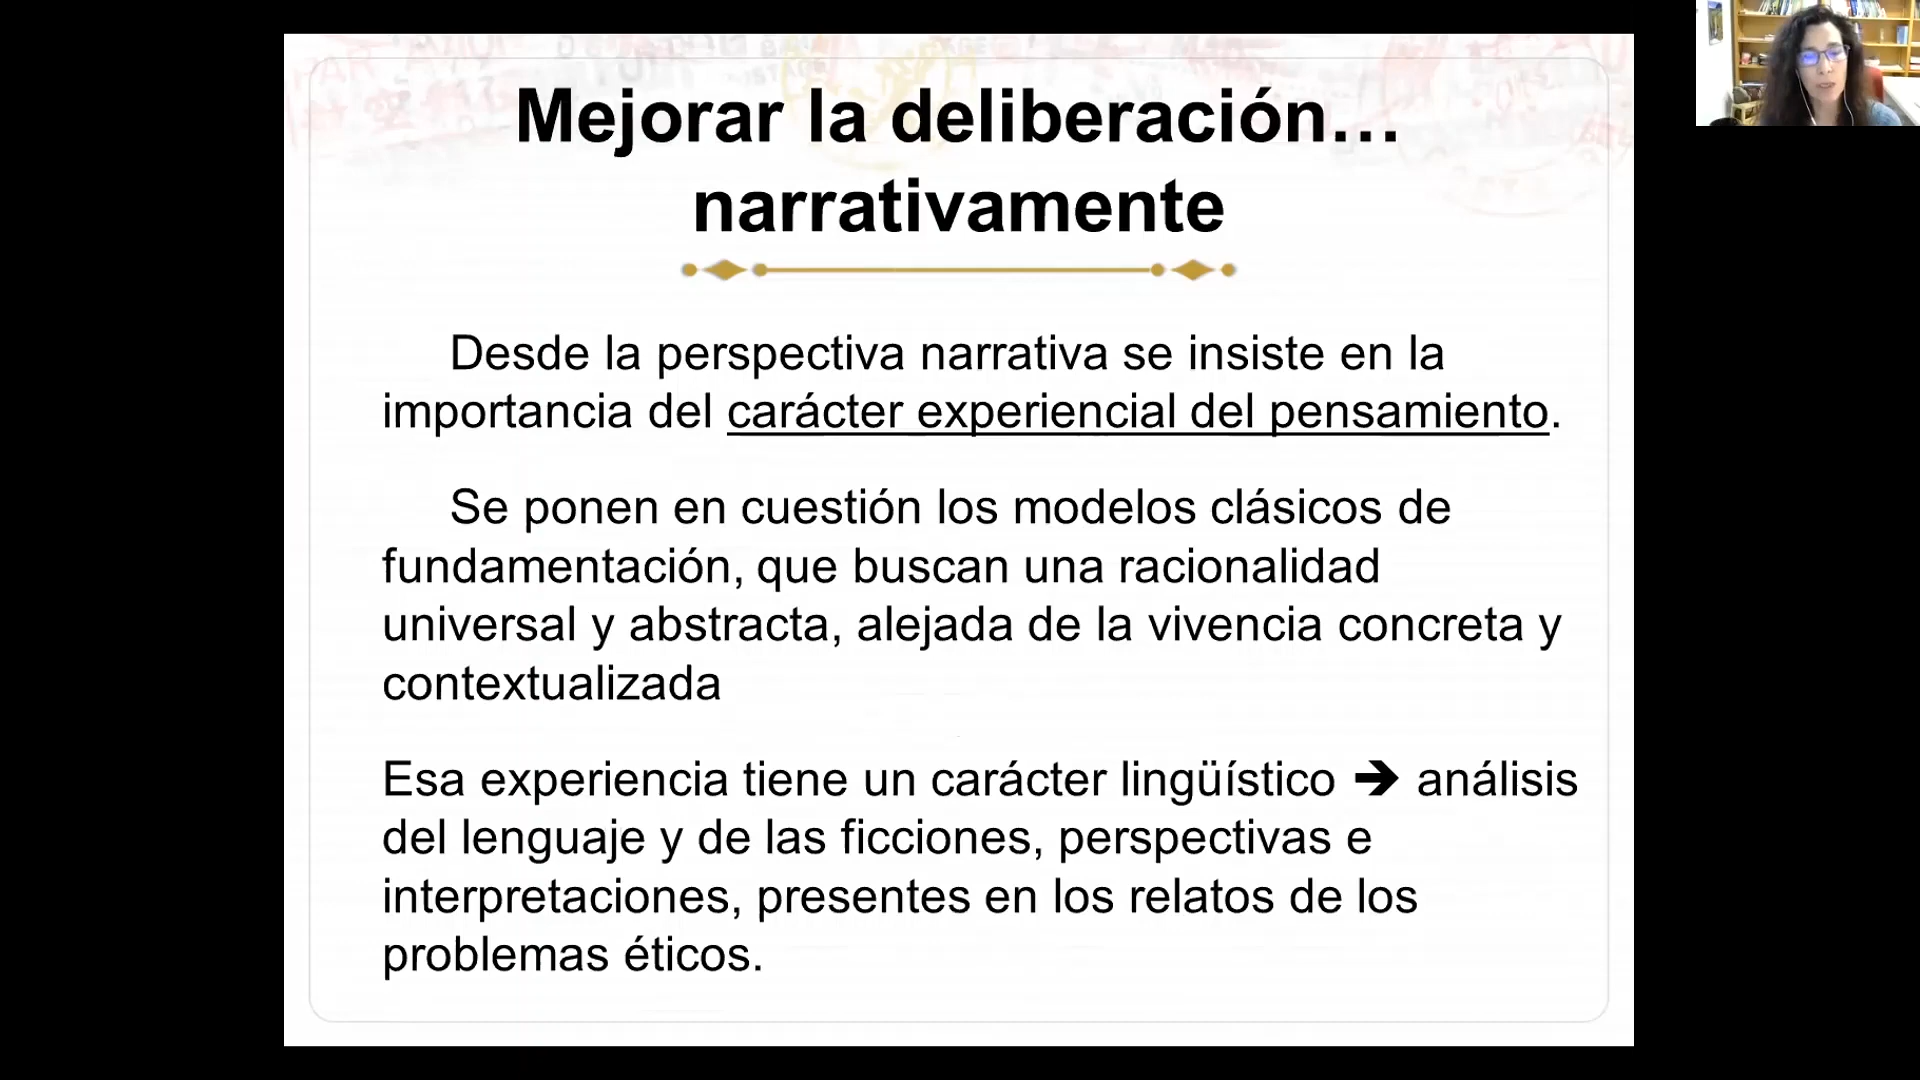 Mejorar la deliberación…
narrativamente
Desde la perspectiva narrativa se insiste en la
importancia del carácter experiencial del pensamiento.
Se ponen en cuestión los modelos clásicos de
fundamentación, que buscan una racionalidad
universal y abstracta, alejada de la vivencia concreta y
contextualizada
Esa experiencia tiene un carácter lingüístico ➔ análisis
del lenguaje y de las ficciones, perspectivas e
interpretaciones, presentes en los relatos de los
problemas éticos.